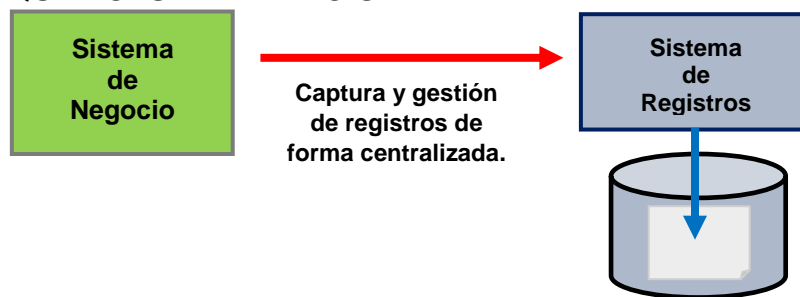 Sistema
de
Negocio
Captura y gestión
de registros de
forma centralizada.
Sistema
de
Registros